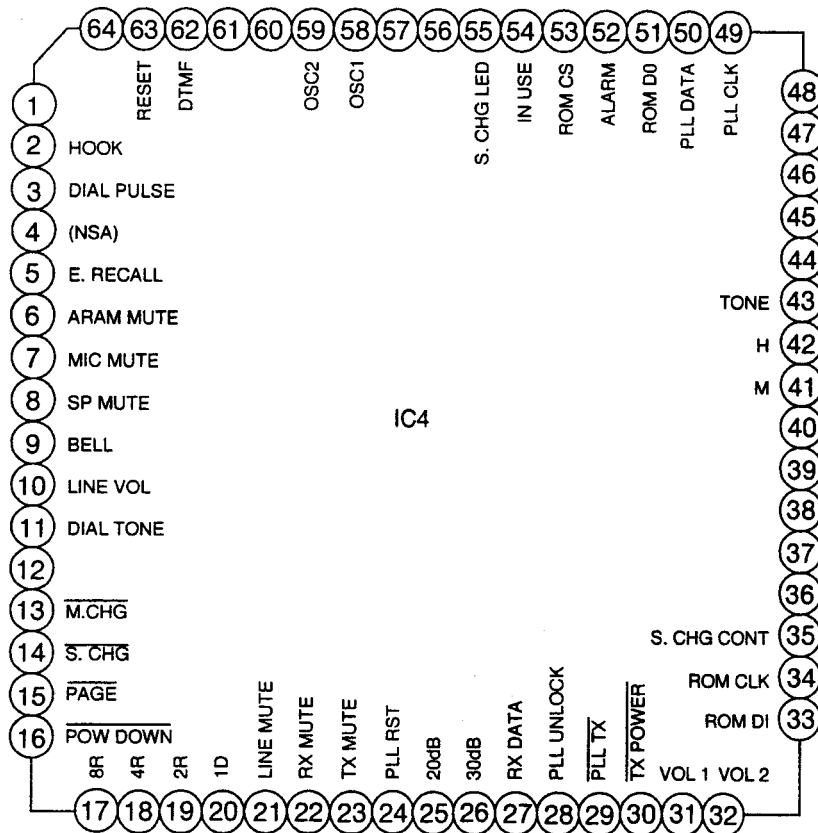 64 63 62 61 60 59 58 57 56 55 54 53 52 51 50 49
RESET
DTMF
OSC2
OSC1
S. CHG LED
IN USE
ROM CS
ALARM
ROM D0
PLL DATA
PLL CLK
1
2 HOOK
3 DIAL PULSE
4 (NSA)
5 E. RECALL
6 ARAM MUTE
7 MIC MUTE
8 SP MUTE
9 BELL
10 LINE VOL
11 DIAL TONE
12
13 M.CHG
14 S. CHG
15 PAGE
16 POW DOWN
IC4
48
47
46
45
44
TONE 43
H 42
M 41
40
39
38
37
36
S. CHG CONT 35
ROM CLK 34
ROM DI 33
8R
4R
2R
1D
LINE MUTE
RX MUTE
TX MUTE
PLL RST
20dB
30dB
RX DATA
PLL UNLOCK
PLL TX
TX POWER
VOL 1 VOL 2
17 18 19 20 21 22 23 24 25 26 27 28 29 30 31 32